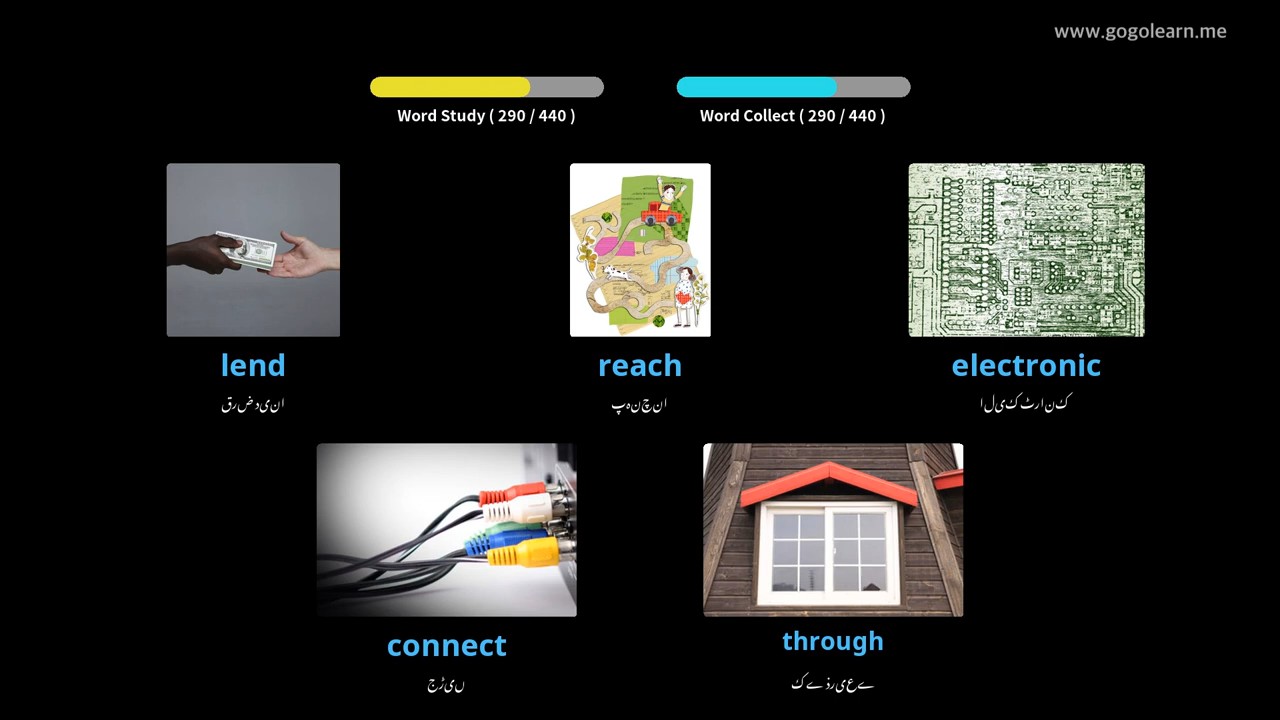 www.gogolearn.me
Word Study ( 290 / 440 )
Word Collect ( 290 / 440 )
lend
قرض دینا
reach
پہنچنا
electronic
الیکٹرانک
connect
جڑیں
through
کے ذریعے